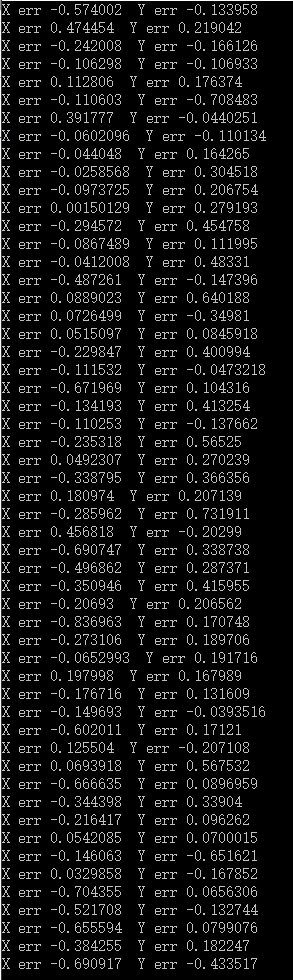 X err -0.574002  Y err -0.133958
X err 0.474454  Y err 0.219042
X err -0.242008  Y err -0.166126
X err -0.106298  Y err -0.106933
X err 0.112806  Y err 0.176374
X err -0.110603  Y err -0.708483
X err 0.391777  Y err -0.0440251
X err -0.0602096  Y err -0.110134
X err -0.044048  Y err 0.164265
X err -0.0258568  Y err 0.304518
X err -0.0973725  Y err 0.206754
X err 0.00150129  Y err 0.279193
X err -0.294572  Y err 0.454758
X err -0.0867489  Y err 0.111995
X err -0.0412008  Y err 0.48331
X err -0.487261  Y err -0.147396
X err 0.0889023  Y err 0.640188
X err 0.0726499  Y err -0.34981
X err 0.0515097  Y err 0.0845918
X err -0.229847  Y err 0.400994
X err -0.111532  Y err -0.0473218
X err -0.671969  Y err 0.104316
X err -0.134193  Y err 0.413254
X err -0.110253  Y err -0.137662
X err -0.235318  Y err 0.56525
X err 0.0492307  Y err 0.270239
X err -0.338795  Y err 0.366356
X err 0.180974  Y err 0.207139
X err -0.285962  Y err 0.731911
X err 0.456818  Y err -0.20299
X err -0.690747  Y err 0.338738
X err -0.496862  Y err 0.287371
X err -0.350946  Y err 0.415955
X err -0.20693  Y err 0.206562
X err -0.836963  Y err 0.170748
X err -0.273106  Y err 0.189706
X err -0.0652993  Y err 0.191716
X err 0.197998  Y err 0.167989
X err -0.176716  Y err 0.131609
X err -0.149693  Y err -0.0393516
X err -0.602011  Y err 0.17121
X err 0.125504  Y err -0.207108
X err 0.0693918  Y err 0.567532
X err -0.666635  Y err 0.0896959
X err -0.344398  Y err 0.33904
X err -0.216417  Y err 0.096262
X err 0.0542085  Y err 0.0700015
X err -0.146063  Y err -0.651621
X err 0.0329858  Y err -0.167852
X err -0.704355  Y err 0.0656306
X err -0.521708  Y err -0.132744
X err -0.655594  Y err 0.0799076
X err -0.384255  Y err 0.182247
X err -0.690917  Y err -0.433517